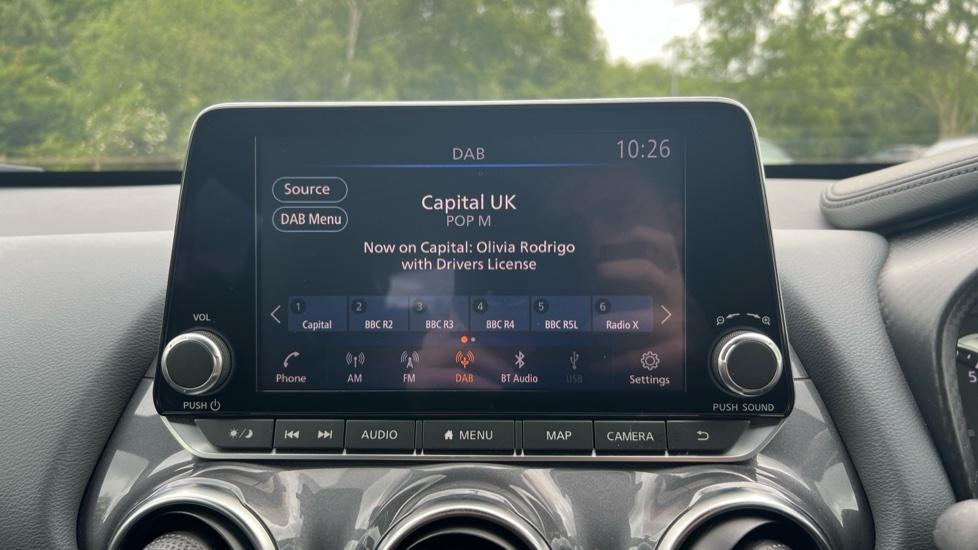 DAB
10:26
Source
DAB Menu
Capital UK
POP M
Now on Capital: Olivia Rodrigo
with Drivers License
1 2 3 4 5 6
Capital BBC R2 BBC R3 BBC R4 BBC R5L Radio X
Phone AM FM DAB BT Audio USB Settings
VOL
PUSH
PUSH SOUND
AUDIO MENU MAP CAMERA
5